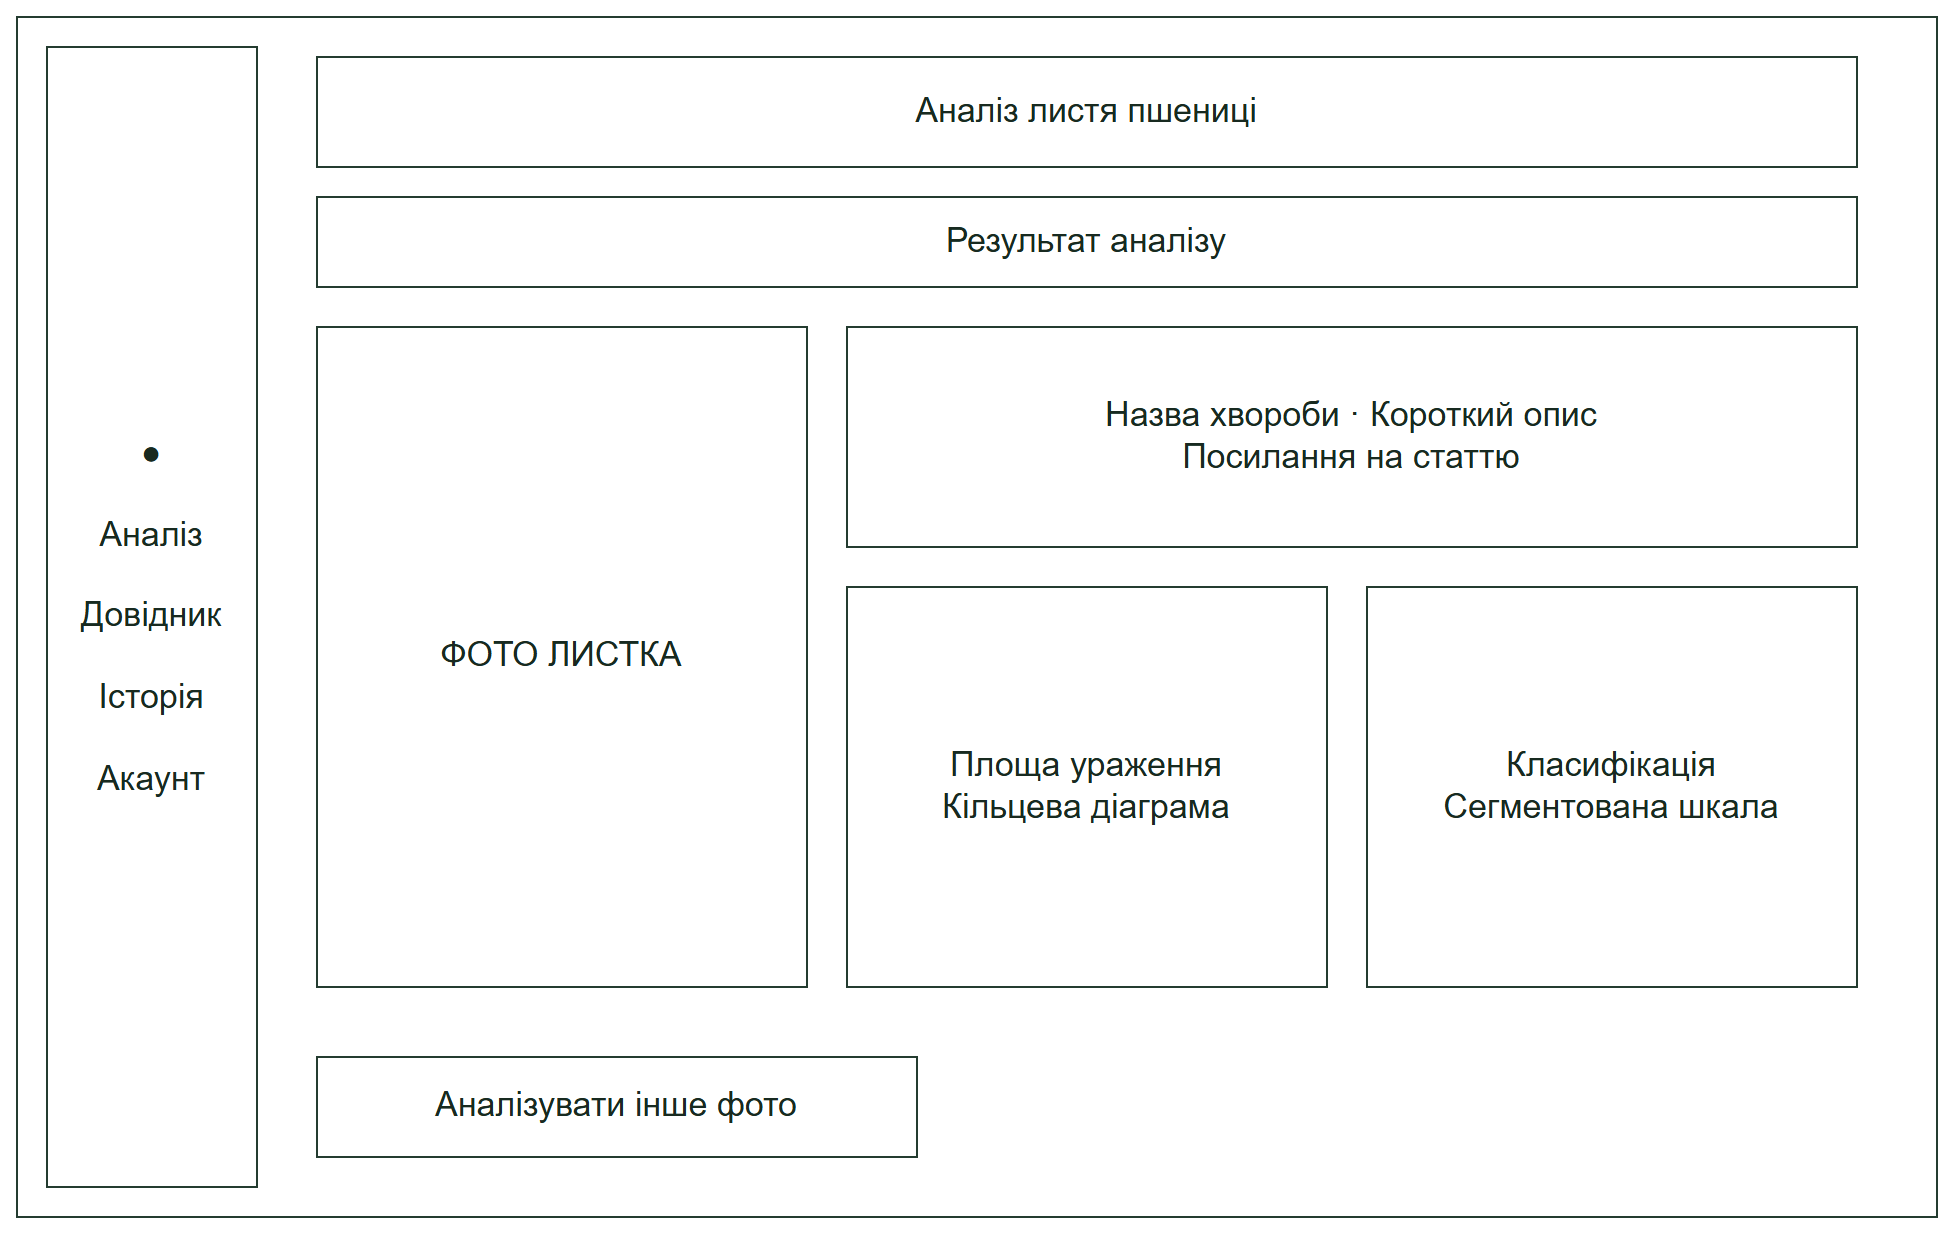 ●
Аналіз
Довідник
Історія
Акаунт
Аналіз листя пшениці
Результат аналізу
ФОТО ЛИСТКА
Назва хвороби · Короткий опис
Посилання на статтю
Площа ураження
Кільцева діаграма
Класифікація
Сегментована шкала
Аналізувати інше фото